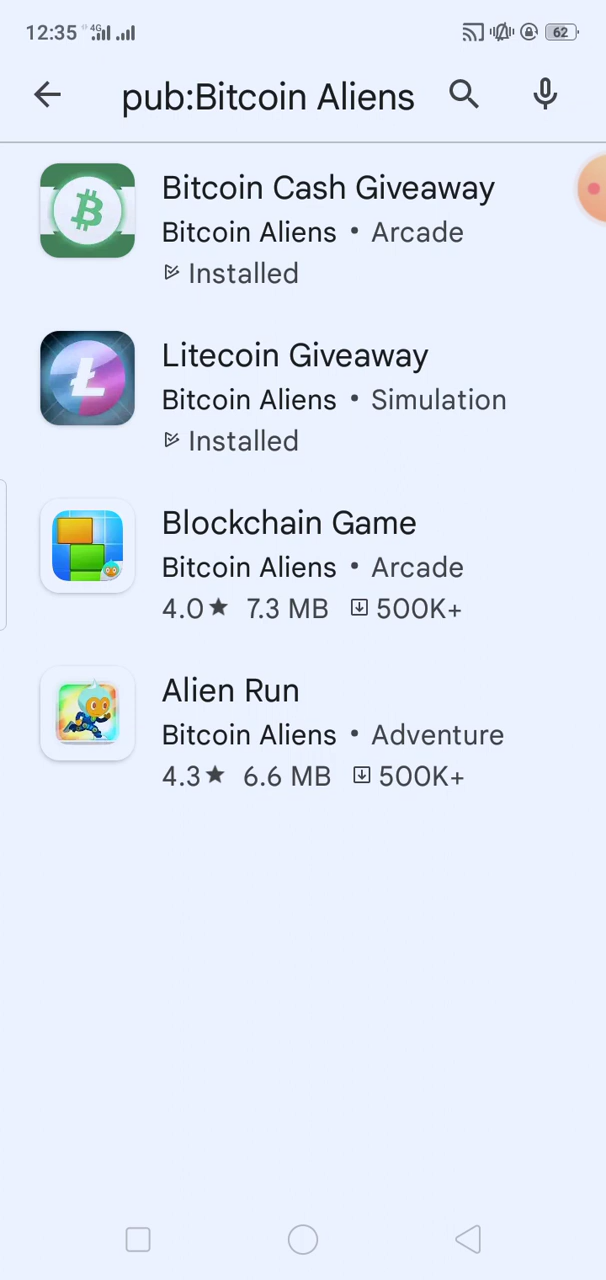 12:35 4G 62
pub:Bitcoin Aliens
Bitcoin Cash Giveaway
Bitcoin Aliens • Arcade
Installed
Litecoin Giveaway
Bitcoin Aliens • Simulation
Installed
Blockchain Game
Bitcoin Aliens • Arcade
4.0★ 7.3 MB 500K+
Alien Run
Bitcoin Aliens • Adventure
4.3★ 6.6 MB 500K+